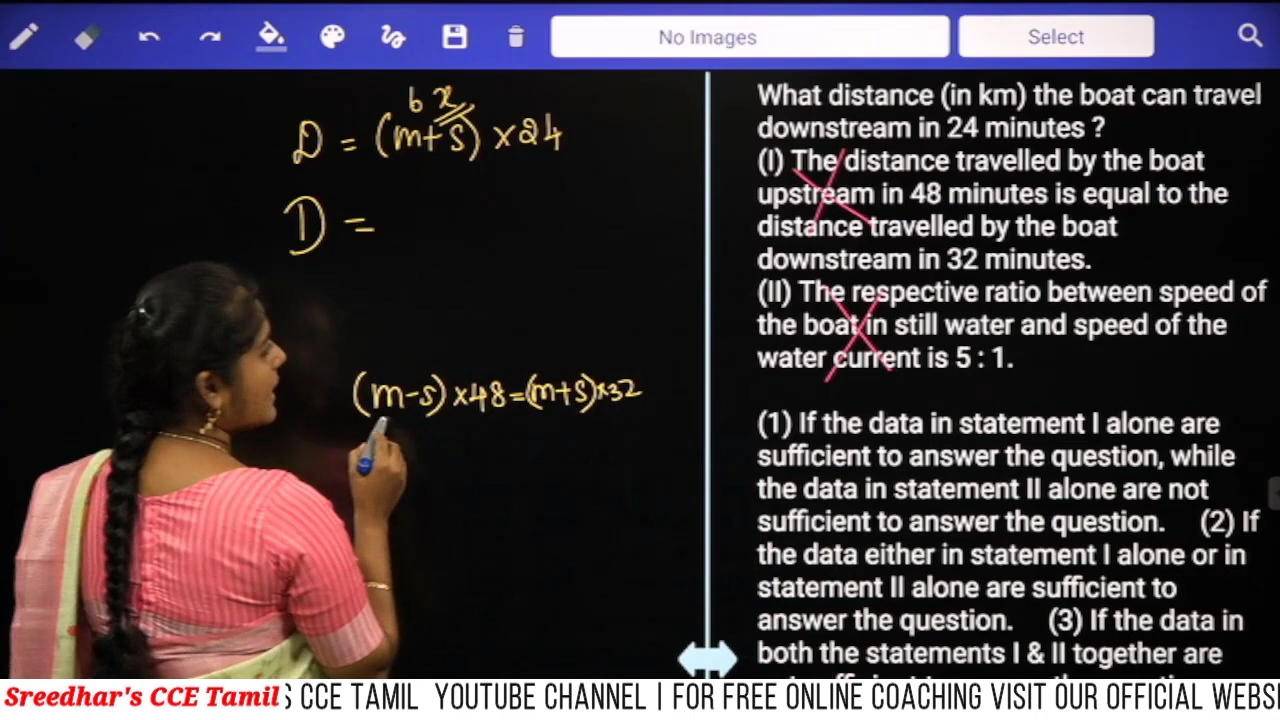 No Images
Select
b x
D = (m+s) ×24
D =
(m-s) ×48=(m+s)×32
What distance (in km) the boat can travel
downstream in 24 minutes ?
(I) The distance travelled by the boat
upstream in 48 minutes is equal to the
distance travelled by the boat
downstream in 32 minutes.
(II) The respective ratio between speed of
the boat in still water and speed of the
water current is 5 : 1.
(1) If the data in statement I alone are
sufficient to answer the question, while
the data in statement II alone are not
sufficient to answer the question. (2) If
the data either in statement I alone or in
statement II alone are sufficient to
answer the question. (3) If the data in
both the statements I & II together are
Sreedhar's CCE Tamil
S CCE TAMIL YOUTUBE CHANNEL | FOR FREE ONLINE COACHING VISIT OUR OFFICIAL WEBSI